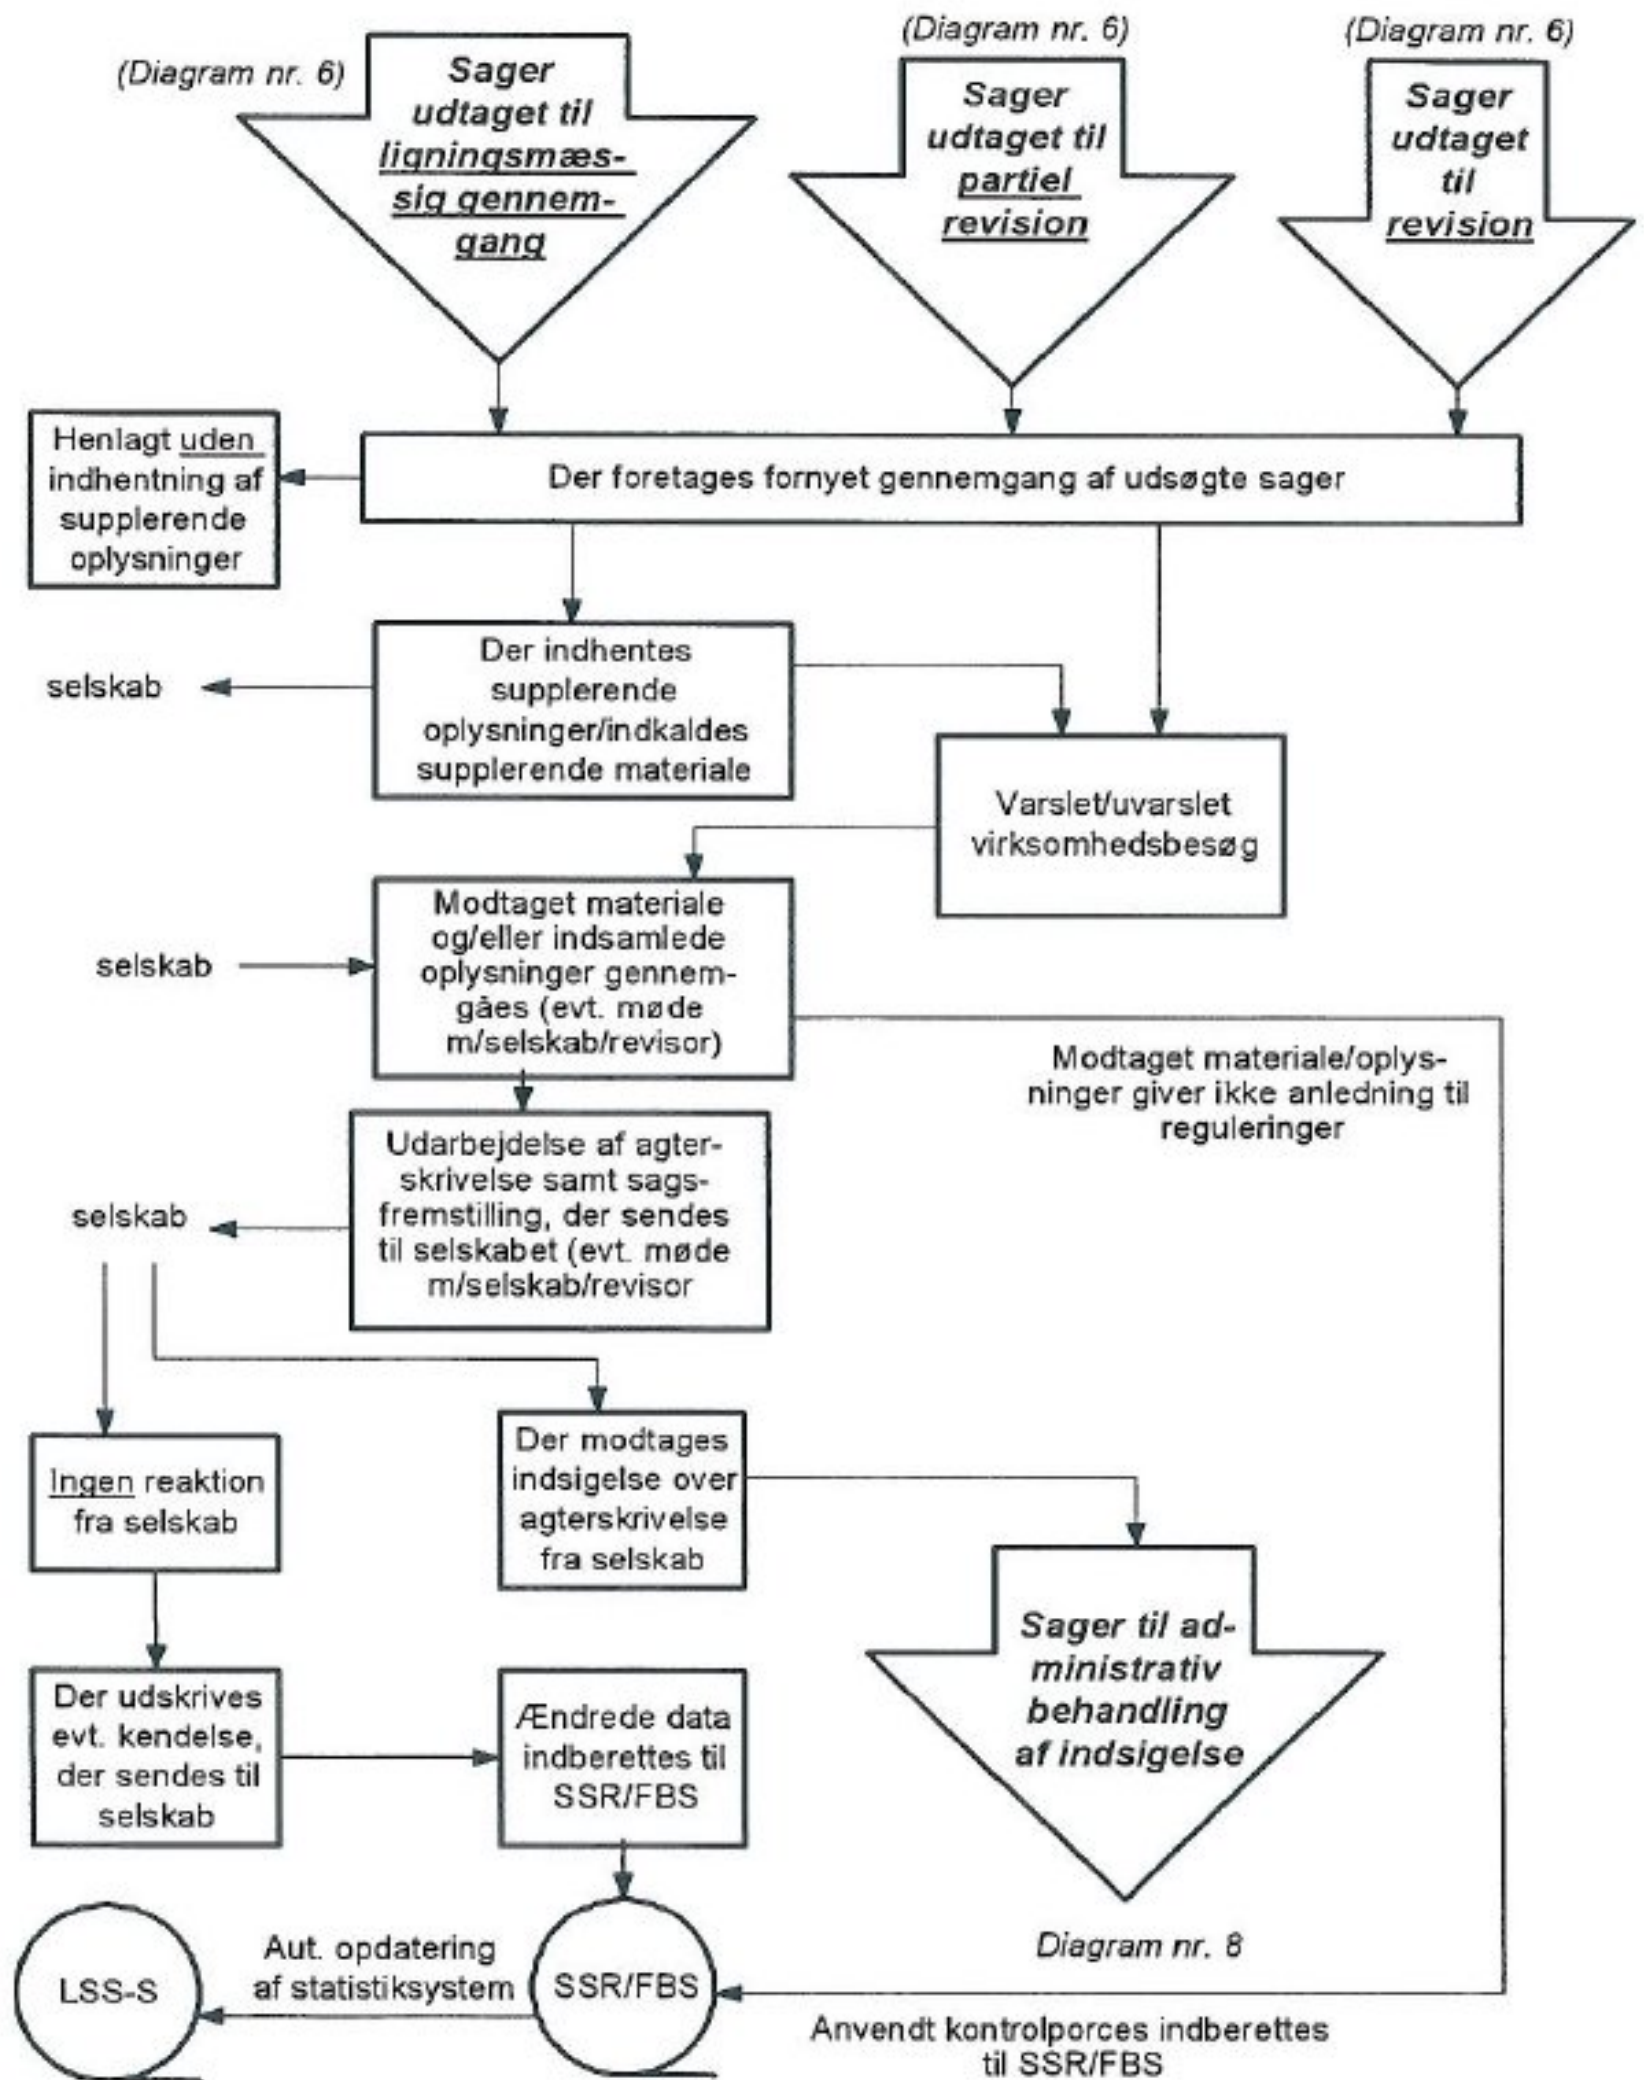 (Diagram nr. 6)
Sager
udtaget til
ligningsmæs-
sig gennem-
gang
(Diagram nr. 6)
Sager
udtaget til
partiel
revision
(Diagram nr. 6)
Sager
udtaget
til
revision
Henlagt uden
indhentning af
supplerende
oplysninger
Der foretages fornyet gennemgang af udsøgte sager
selskab
Der indhentes
supplerende
oplysninger/indkaldes
supplerende materiale
Varslet/uvarslet
virksomhedsbesøg
selskab
Modtaget materiale
og/eller indsamlede
oplysninger gennem-
gåes (evt. møde
m/selskab/revisor)
Modtaget materiale/oplys-
ninger giver ikke anledning til
reguleringer
selskab
Udarbejdelse af agter-
skrivelse samt sags-
fremstilling, der sendes
til selskabet (evt. møde
m/selskab/revisor
Ingen reaktion
fra selskab
Der modtages
indsigelse over
agterskrivelse
fra selskab
Sager til ad-
ministrativ
behandling
af indsigelse
Der udskrives
evt. kendelse,
der sendes til
selskab
Ændrede data
indberettes til
SSR/FBS
Diagram nr. 8
LSS-S
Aut. opdatering
af statistiksystem
SSR/FBS
Anvendt kontrolporces indberettes
til SSR/FBS